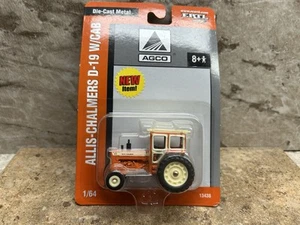 Die-Cast Metal
ERTL
ALLIS-CHALMERS D-19 W/CAB
AGCO
8+
NEW
item!
1/64